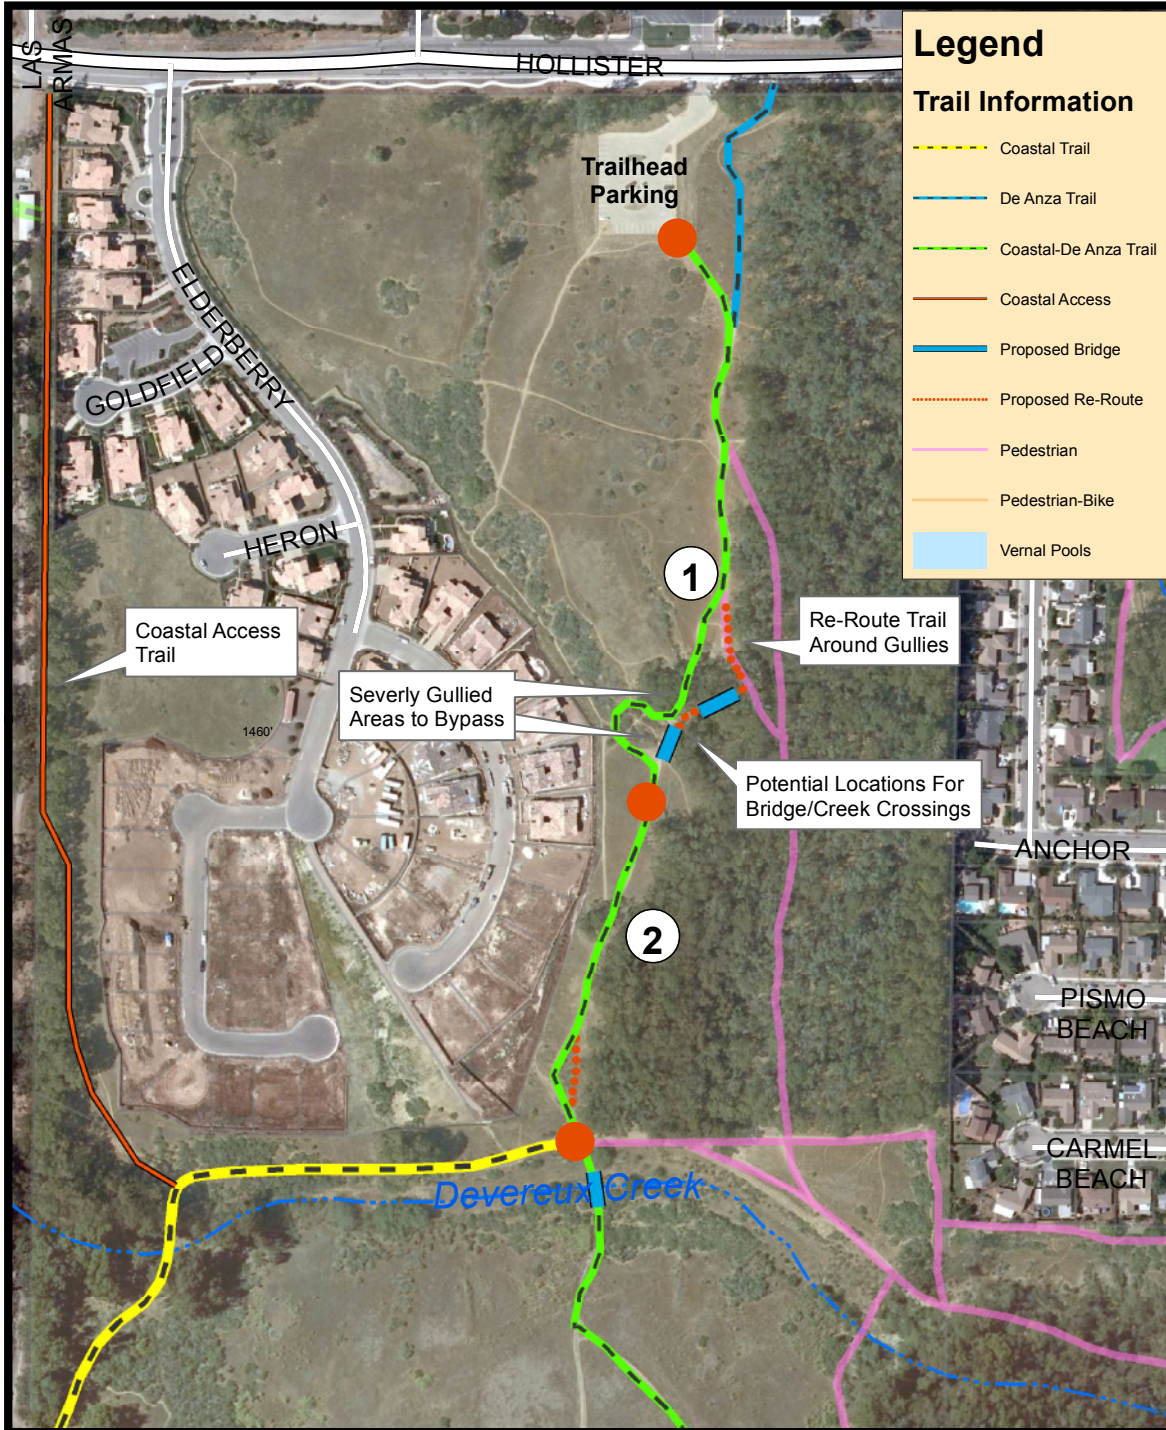 LAS
ARMAS
HOLLISTER
Legend
Trail Information
Coastal Trail
De Anza Trail
Coastal-De Anza Trail
Coastal Access
Proposed Bridge
Proposed Re-Route
Pedestrian
Pedestrian-Bike
Vernal Pools
Trailhead
Parking
ELDERBERRY
GOLDFIELD
HERON
1
Re-Route Trail
Around Gullies
Coastal Access
Trail
Severly Gullied
Areas to Bypass
1460'
Potential Locations For
Bridge/Creek Crossings
ANCHOR
2
PISMO
BEACH
CARMEL
BEACH
Devereux Creek